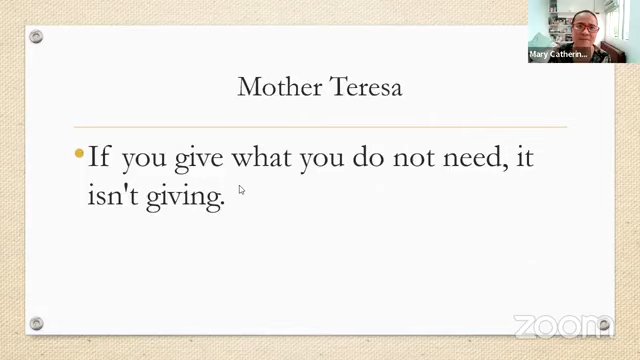 Mary Catherin...
Mother Teresa
•If you give what you do not need, it
isn't giving.
zoom